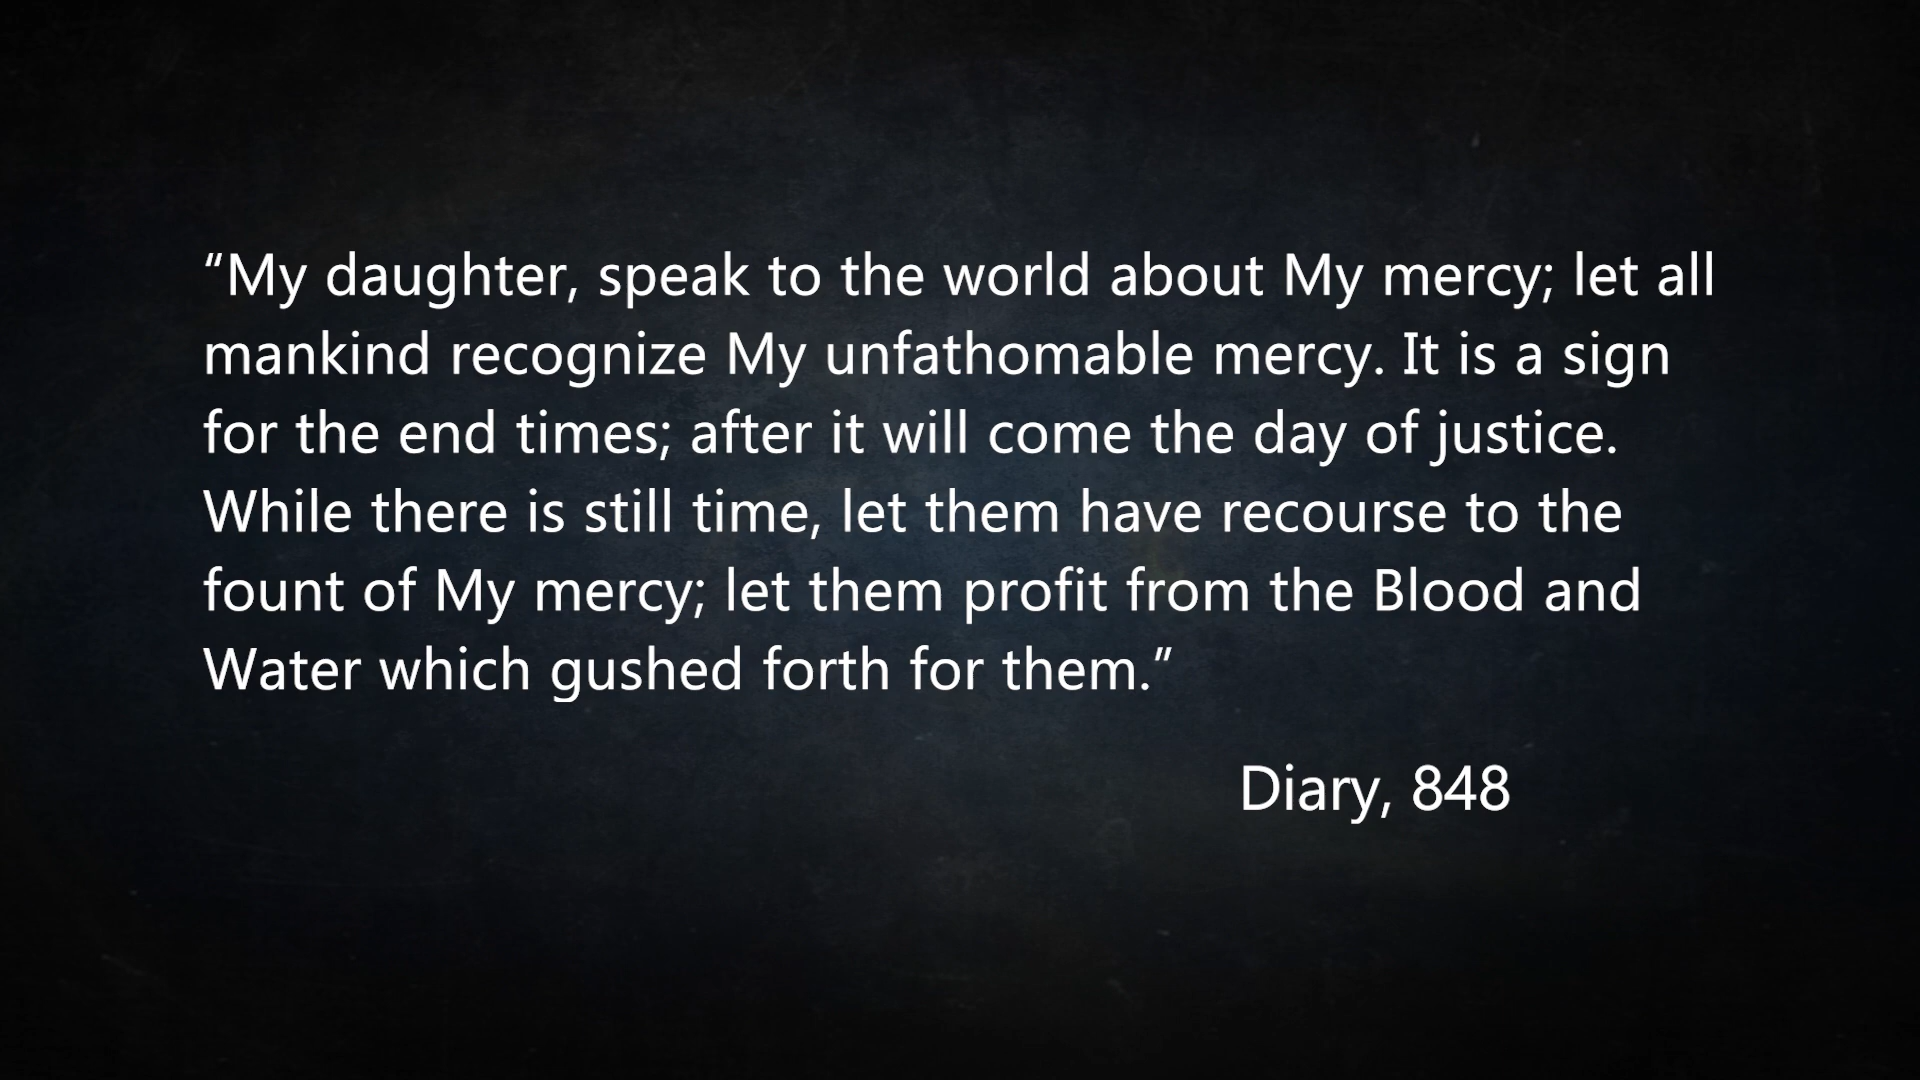 “My daughter, speak to the world about My mercy; let all
mankind recognize My unfathomable mercy. It is a sign
for the end times; after it will come the day of justice.
While there is still time, let them have recourse to the
fount of My mercy; let them profit from the Blood and
Water which gushed forth for them.”
Diary, 848